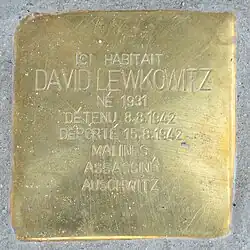 ICI HABITAIT
DAVID LEWKOWITZ
NÉ 1931
DÉTENU 8.8.1942
DÉPORTÉ 15.8.1942
MALINES
ASSASSINÉ
AUSCHWITZ